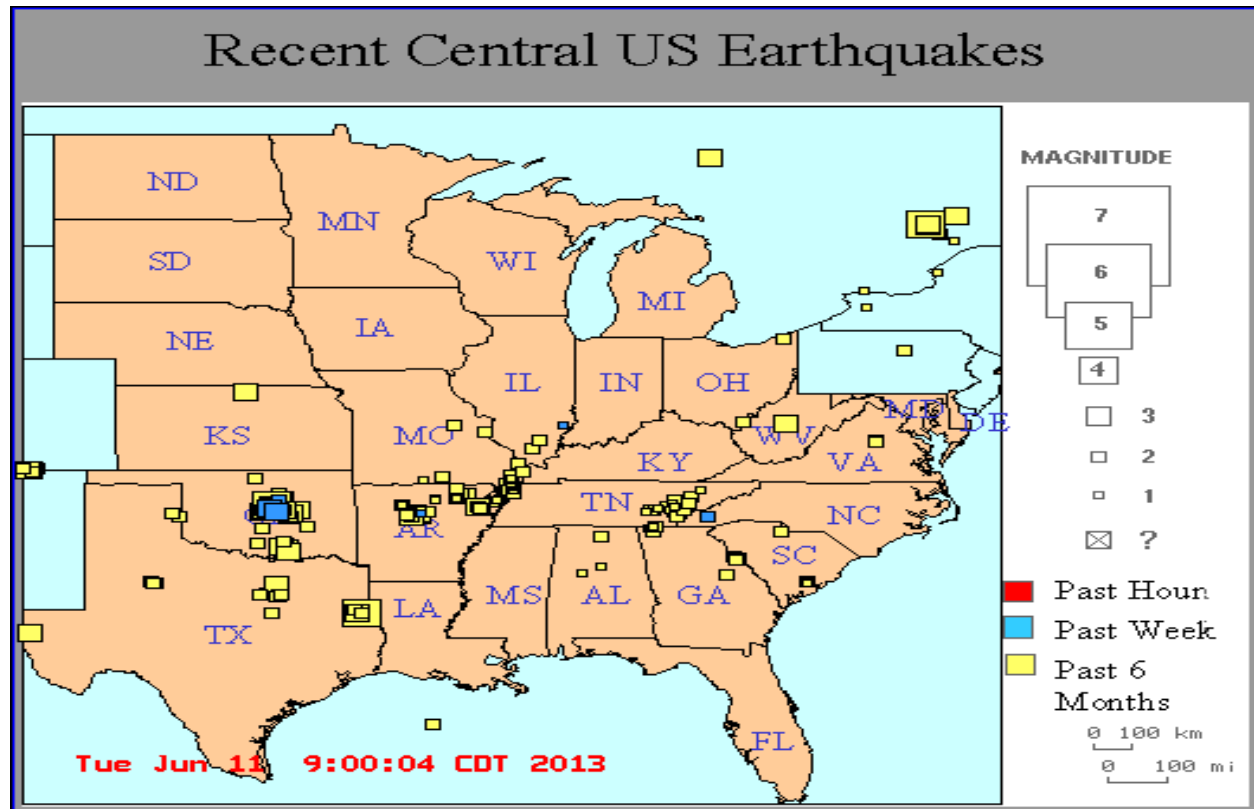 Recent Central US Earthquakes
MAGNITUDE
7
6
5
4
3
2
1
?
Past Houn
Past Week
Past 6
Months
0 100 km
0 100 mi
ND
MN
SD
WI
MI
NE
IA
IL
IN
OH
MD
DE
KS
MO
WV
VA
KY
TN
NC
AR
SC
MS
AL
GA
LA
TX
FL
Tue Jun 11 9:00:04 CDT 2013